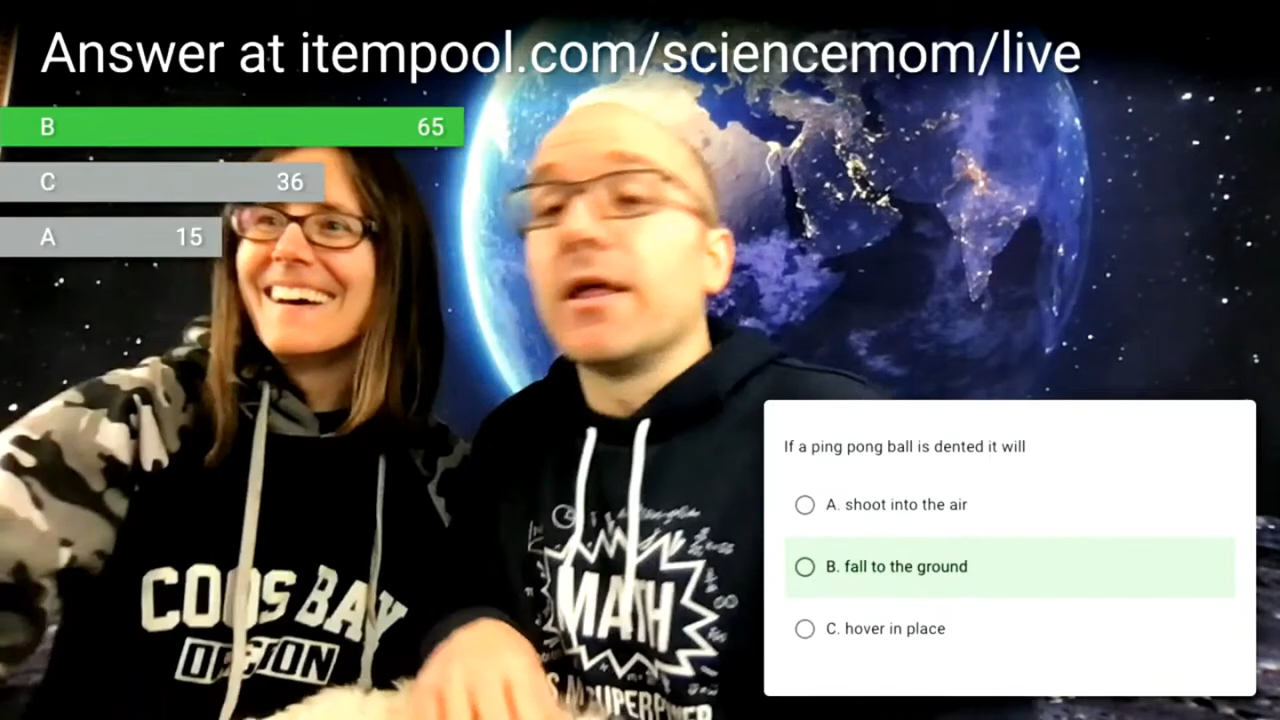 Answer at itempool.com/sciencemom/live
B 65
C 36
A 15
If a ping pong ball is dented it will
A. shoot into the air
B. fall to the ground
C. hover in place
COOS BAY
OREGON
MATH